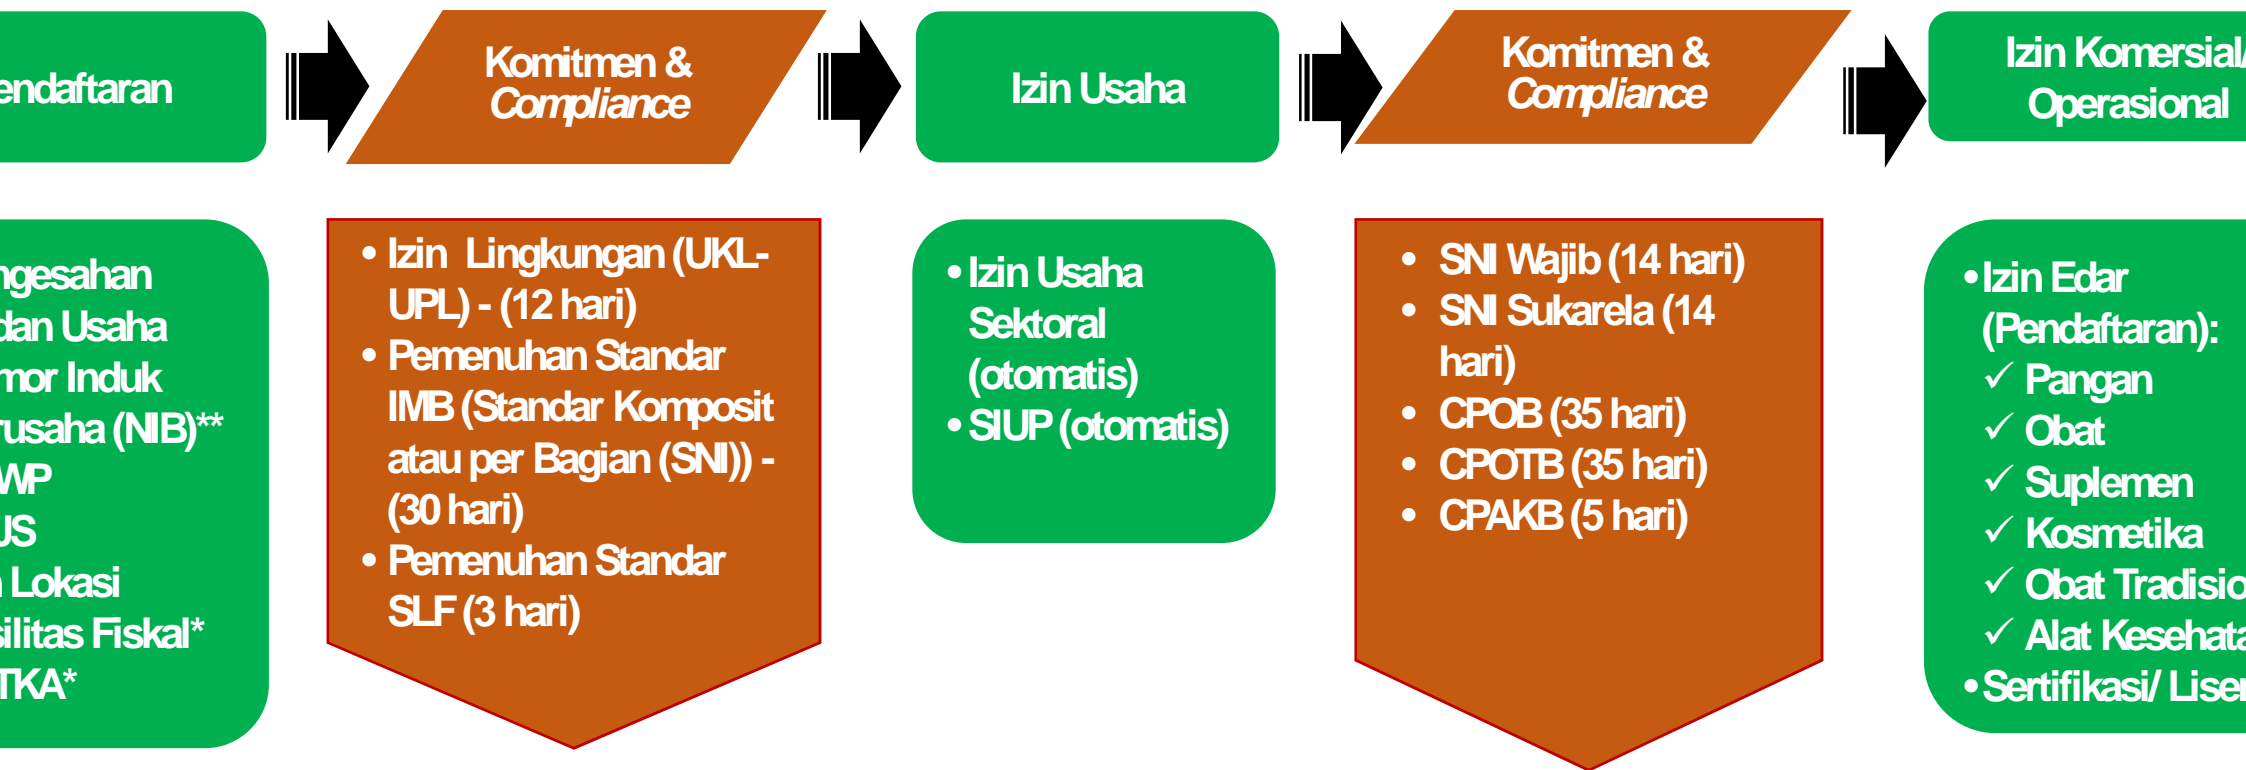 endaftaran
Komitmen &
Compliance
Izin Usaha
Komitmen &
Compliance
Izin Komersial/
Operasional
ngesahan
dan Usaha
mor Induk
rusaha (NIB)**
WP
US
Lokasi
silitas Fiskal*
TKA*
• Izin Lingkungan (UKL-
UPL) - (12 hari)
• Pemenuhan Standar
IMB (Standar Komposit
atau per Bagian (SNI)) -
(30 hari)
• Pemenuhan Standar
SLF (3 hari)
• Izin Usaha
Sektoral
(otomatis)
• SIUP (otomatis)
• SNI Wajib (14 hari)
• SNI Sukarela (14
hari)
• CPOB (35 hari)
• CPOTB (35 hari)
• CPAKB (5 hari)
• Izin Edar
(Pendaftaran):
✓ Pangan
✓ Obat
✓ Suplemen
✓ Kosmetika
✓ Obat Tradisio
✓ Alat Kesehata
• Sertifikasi/ Lisen